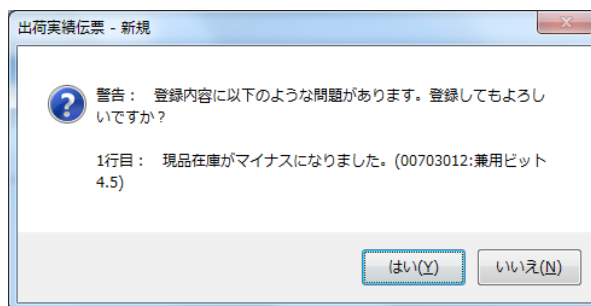 出荷実績伝票 - 新規
警告： 登録内容に以下のような問題があります。登録してもよろし
いですか？
1行目： 現品在庫がマイナスになりました。(00703012:兼用ビット
4.5)
はい(Y)
いいえ(N)